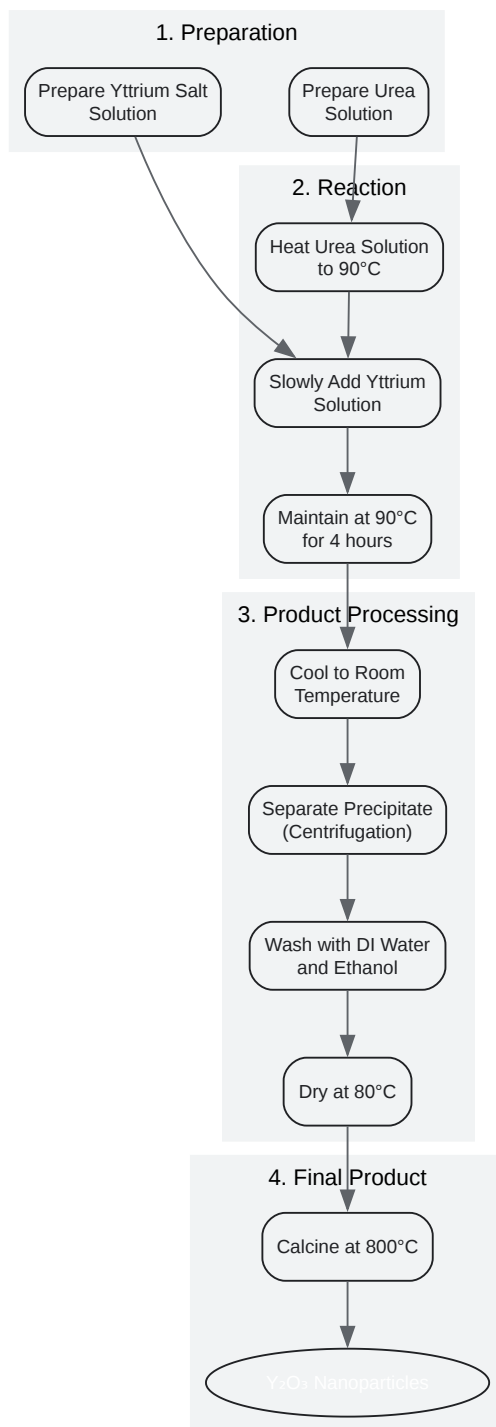 1. Preparation
Prepare Yttrium Salt
Solution
Prepare Urea
Solution
2. Reaction
Heat Urea Solution
to 90°C
Slowly Add Yttrium
Solution
Maintain at 90°C
for 4 hours
3. Product Processing
Cool to Room
Temperature
Separate Precipitate
(Centrifugation)
Wash with DI Water
and Ethanol
Dry at 80°C
4. Final Product
Calcine at 800°C
Y₂O₃ Nanoparticles